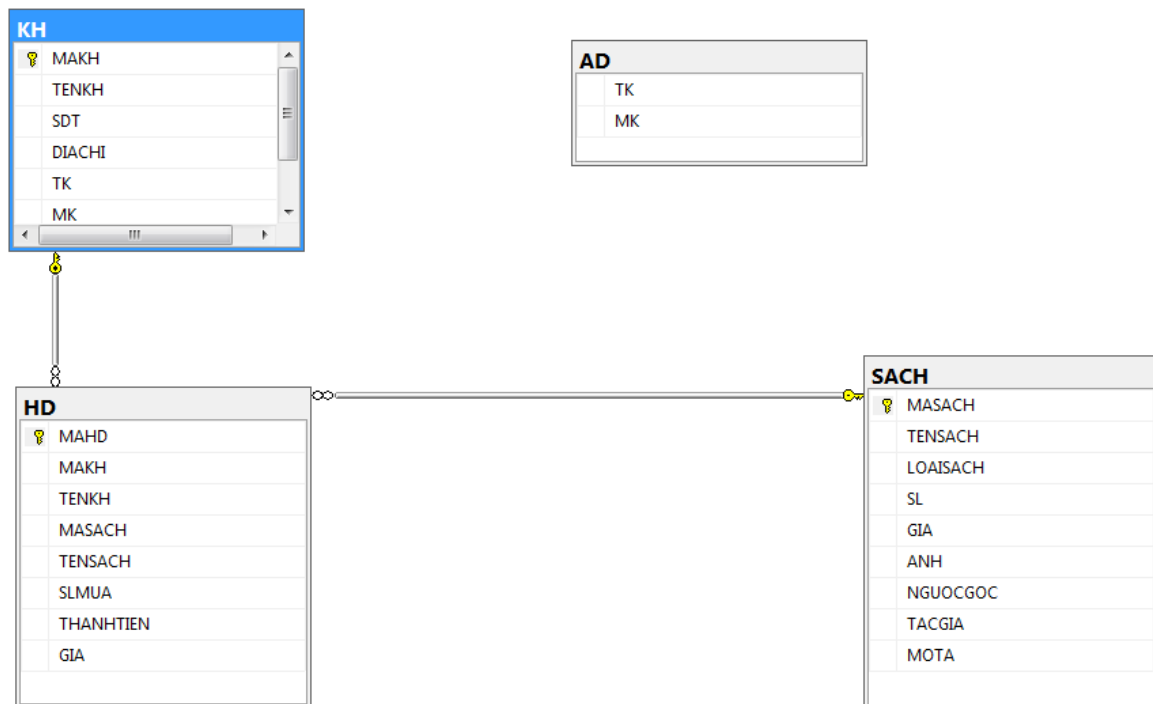 KH
MAKH
TENKH
SDT
DIACHI
TK
MK
AD
TK
MK
HD
MAHD
MAKH
TENKH
MASACH
TENSACH
SLMUA
THANHTIEN
GIA
SACH
MASACH
TENSACH
LOAISACH
SL
GIA
ANH
NGUOCGOC
TACGIA
MOTA